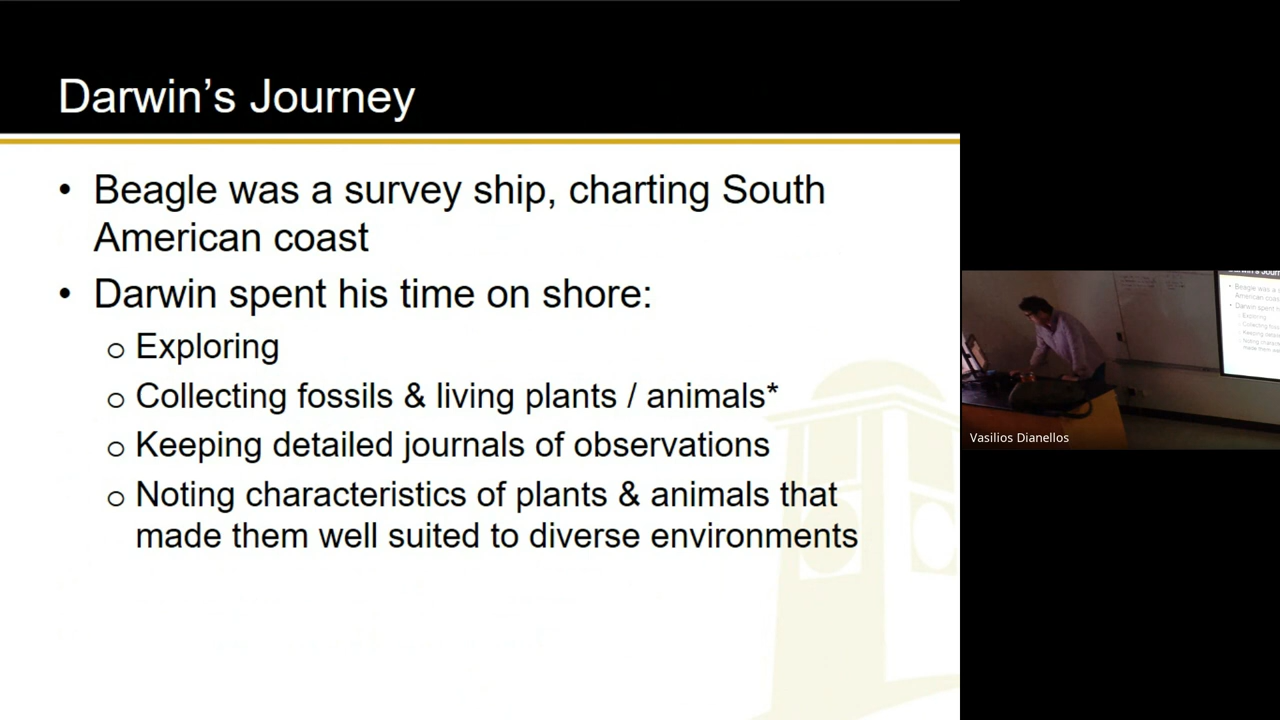 Darwin's Journey
• Beagle was a survey ship, charting South
American coast
• Darwin spent his time on shore:
o Exploring
o Collecting fossils & living plants / animals*
o Keeping detailed journals of observations
o Noting characteristics of plants & animals that
made them well suited to diverse environments
Vasilios Dianellos